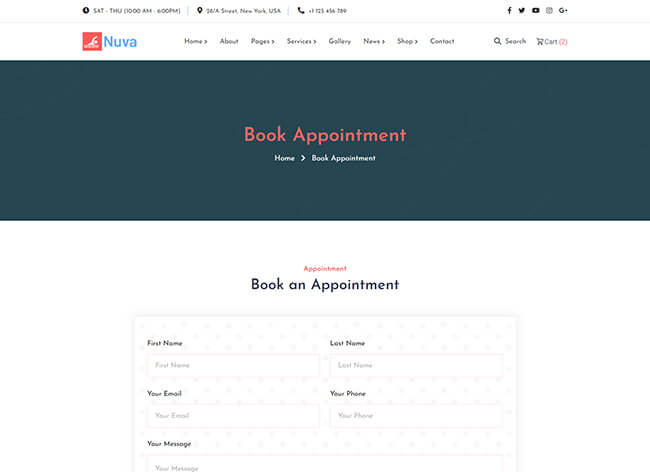 SAT - THU (10:00 AM - 6:00PM) 28/A Street, New York, USA +1 123 456 789
Nuva Home About Pages Services Gallery News Shop Contact Search Cart (2)
Book Appointment
Home Book Appointment
Appointment
Book an Appointment
First Name Last Name
First Name Last Name
Your Email Your Phone
Your Email Your Phone
Your Message
Your Message